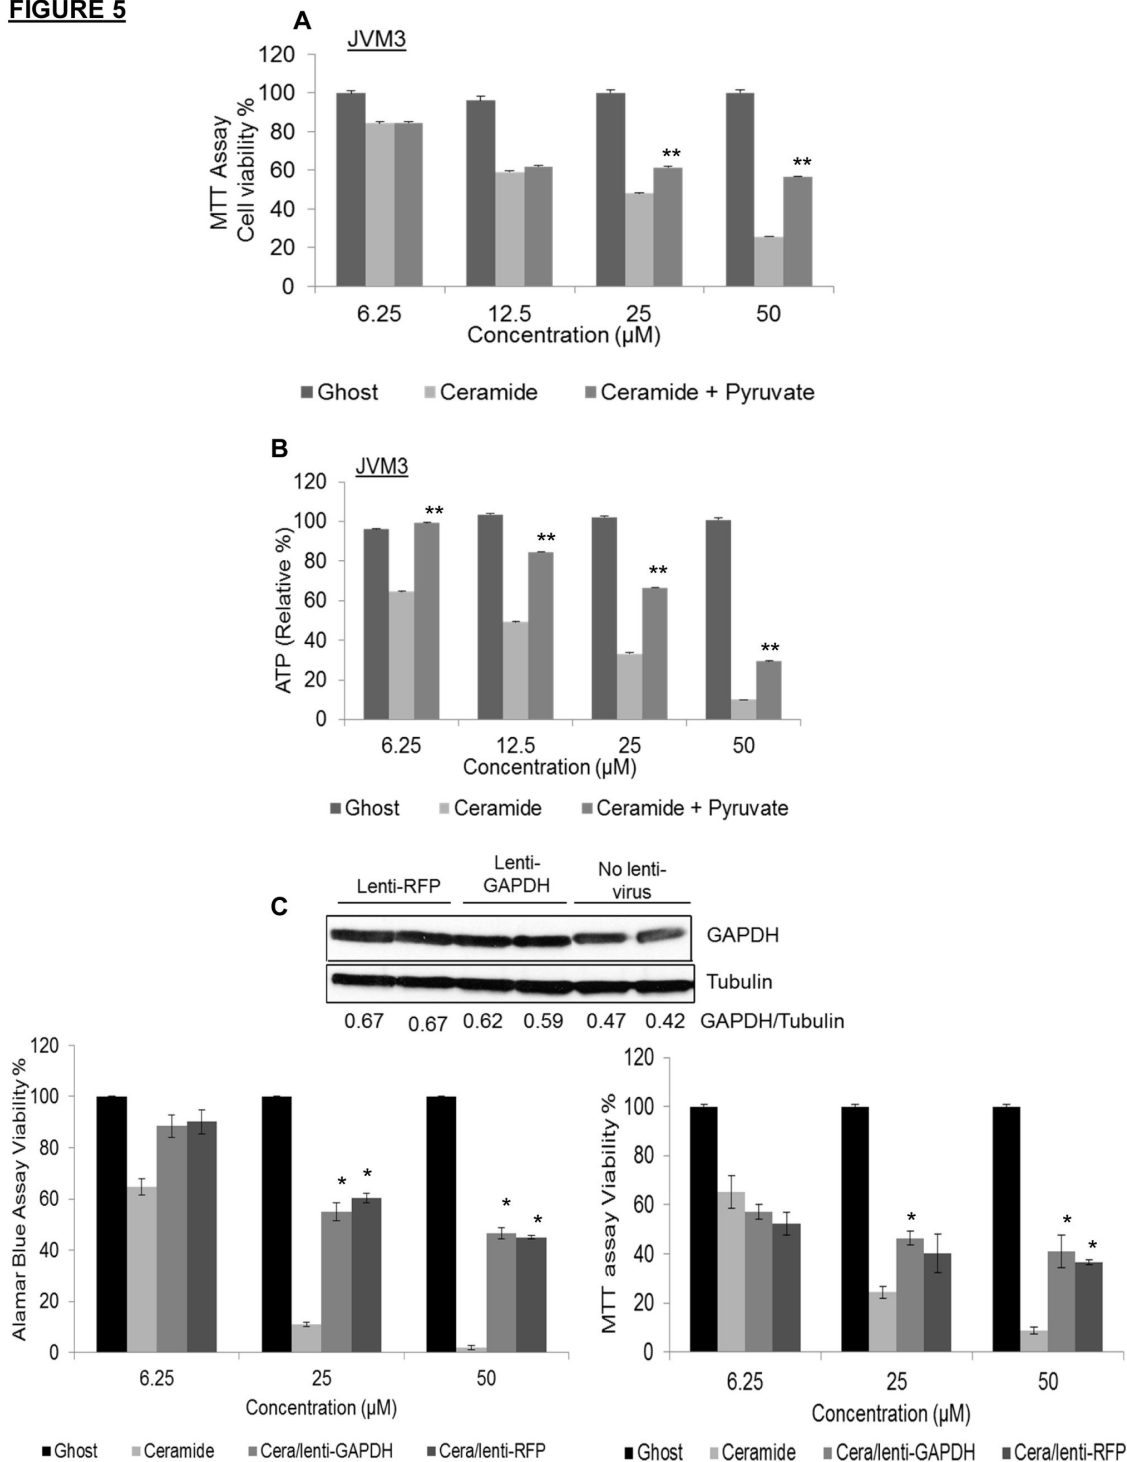 FIGURE 5
A
JVM3
120
100
80
60
40
20
0
MTT Assay
Cell viability %
**
**
6.25 12.5 25 50
Concentration (µM)
Ghost Ceramide Ceramide + Pyruvate
B
JVM3
120
100
80
60
40
20
0
ATP (Relative %)
** ** ** **
6.25 12.5 25 50
Concentration (µM)
Ghost Ceramide Ceramide + Pyruvate
C
Lenti-RFP
Lenti-
GAPDH
No lenti-
virus
GAPDH
Tubulin
0.67 0.67 0.62 0.59 0.47 0.42 GAPDH/Tubulin
120
100
80
60
40
20
0
Alamar Blue Assay Viability %
* * * *
6.25 25 50
Concentration (µM)
Ghost Ceramide Cera/lenti-GAPDH Cera/lenti-RFP
120
100
80
60
40
20
0
MTT assay Viability %
* * *
6.25 25 50
Concentration (µM)
Ghost Ceramide Cera/lenti-GAPDH Cera/lenti-RFP